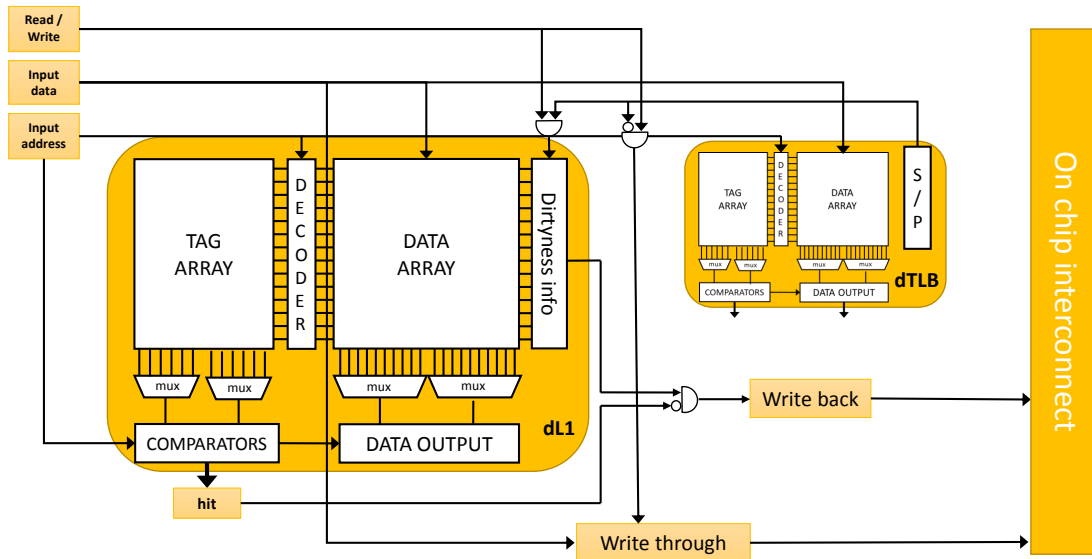 Read /
Write
Input
data
Input
address
TAG
ARRAY
DECODER
DATA
ARRAY
Dirtyness info
mux
mux
mux
mux
COMPARATORS
DATA OUTPUT
dL1
hit
TAG
ARRAY
DECODER
DATA
ARRAY
S/P
mux
mux
mux
mux
COMPARATORS
DATA OUTPUT
dTLB
Write back
Write through
On chip interconnect